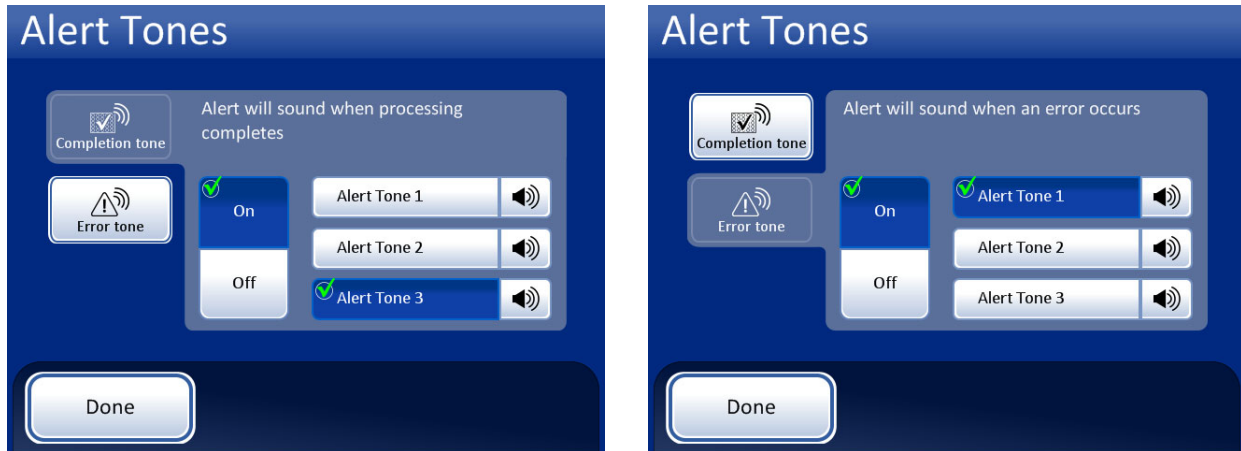 Alert Tones
Completion tone
Alert will sound when processing
completes
Error tone
On
Off
Alert Tone 1
Alert Tone 2
Alert Tone 3
Done
Alert Tones
Completion tone
Alert will sound when an error occurs
Error tone
On
Off
Alert Tone 1
Alert Tone 2
Alert Tone 3
Done